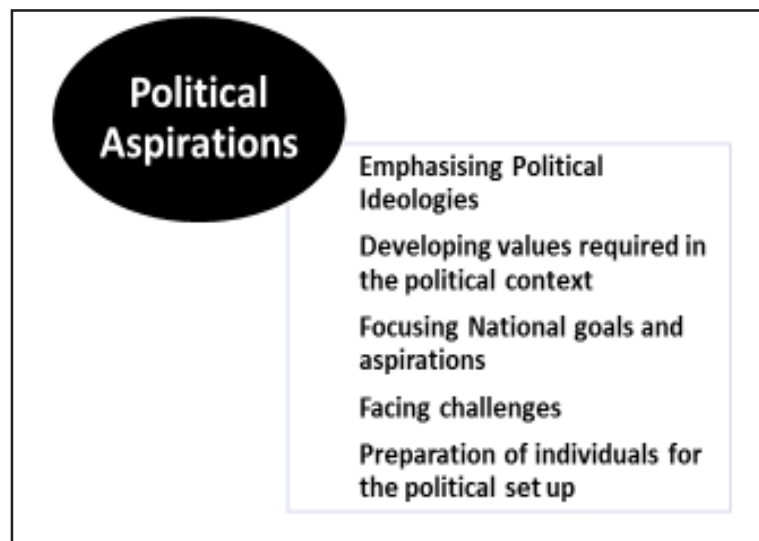 Political
Aspirations
Emphasising Political
Ideologies
Developing values required in
the political context
Focusing National goals and
aspirations
Facing challenges
Preparation of individuals for
the political set up